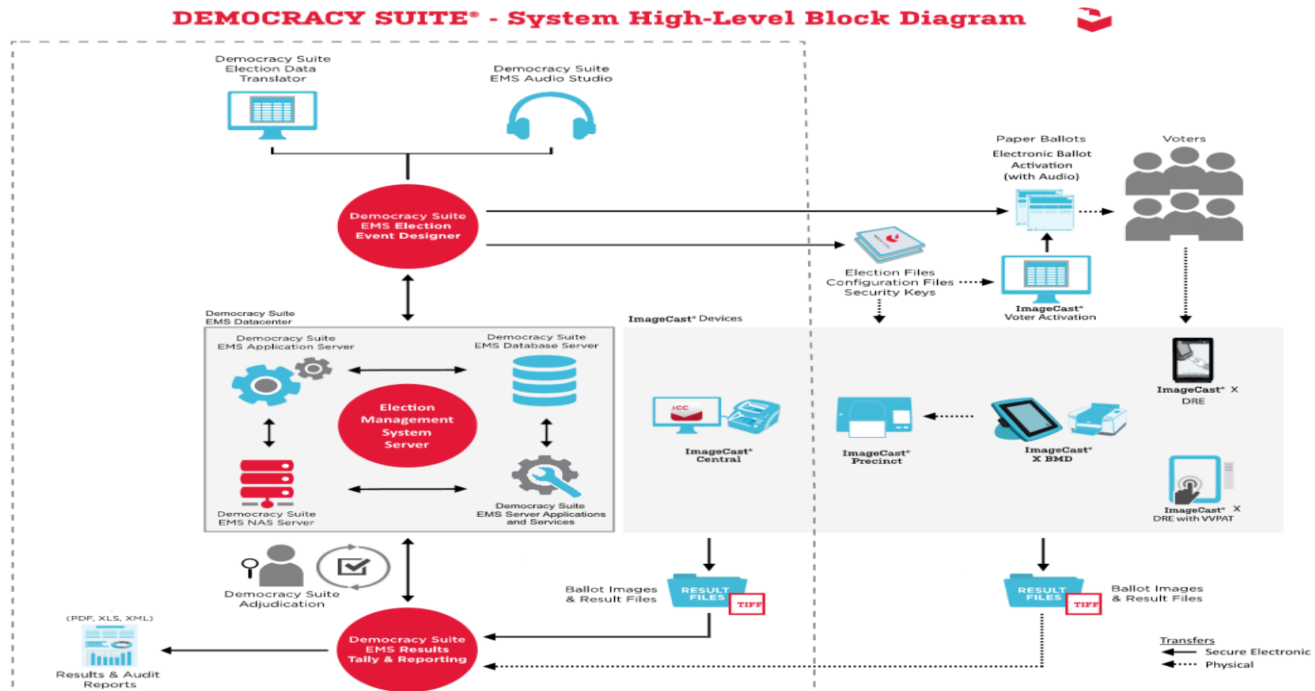 DEMOCRACY SUITE® - System High-Level Block Diagram
Democracy Suite
Election Data
Translator
Democracy Suite
EMS Audio Studio
Paper Ballots
Electronic Ballot
Activation
(with Audio)
Voters
Democracy Suite
EMS Election
Event Designer
Election Files
Configuration Files
Security Keys
ImageCast®
Voter Activation
Democracy Suite
EMS Datacenter
Democracy Suite
EMS Application Server
Democracy Suite
EMS Database Server
Election
Management
System
Server
Democracy Suite
EMS NAS Server
Democracy Suite
EMS Server Applications
and Services
ImageCast® Devices
ICC
ImageCast®
Central
ImageCast®
Precinct
ImageCast®
X BMD
ImageCast® X
DRE
ImageCast® X
DRE with VVPAT
Democracy Suite
Adjudication
Ballot Images
& Result Files
RESULT
FILES
TIFF
RESULT
FILES
TIFF
Ballot Images
& Result Files
(PDF, XLS, XML)
Results & Audit
Reports
Democracy Suite
EMS Results
Tally & Reporting
Transfers
Secure Electronic
Physical